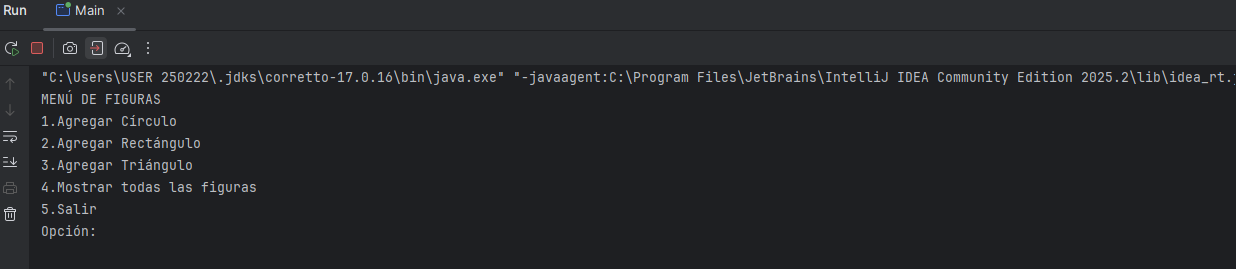 Run Main
"C:\Users\USER 250222\.jdks\corretto-17.0.16\bin\java.exe" "-javaagent:C:\Program Files\JetBrains\IntelliJ IDEA Community Edition 2025.2\lib\idea_rt.
MENÚ DE FIGURAS
1.Agregar Círculo
2.Agregar Rectángulo
3.Agregar Triángulo
4.Mostrar todas las figuras
5.Salir
Opción: